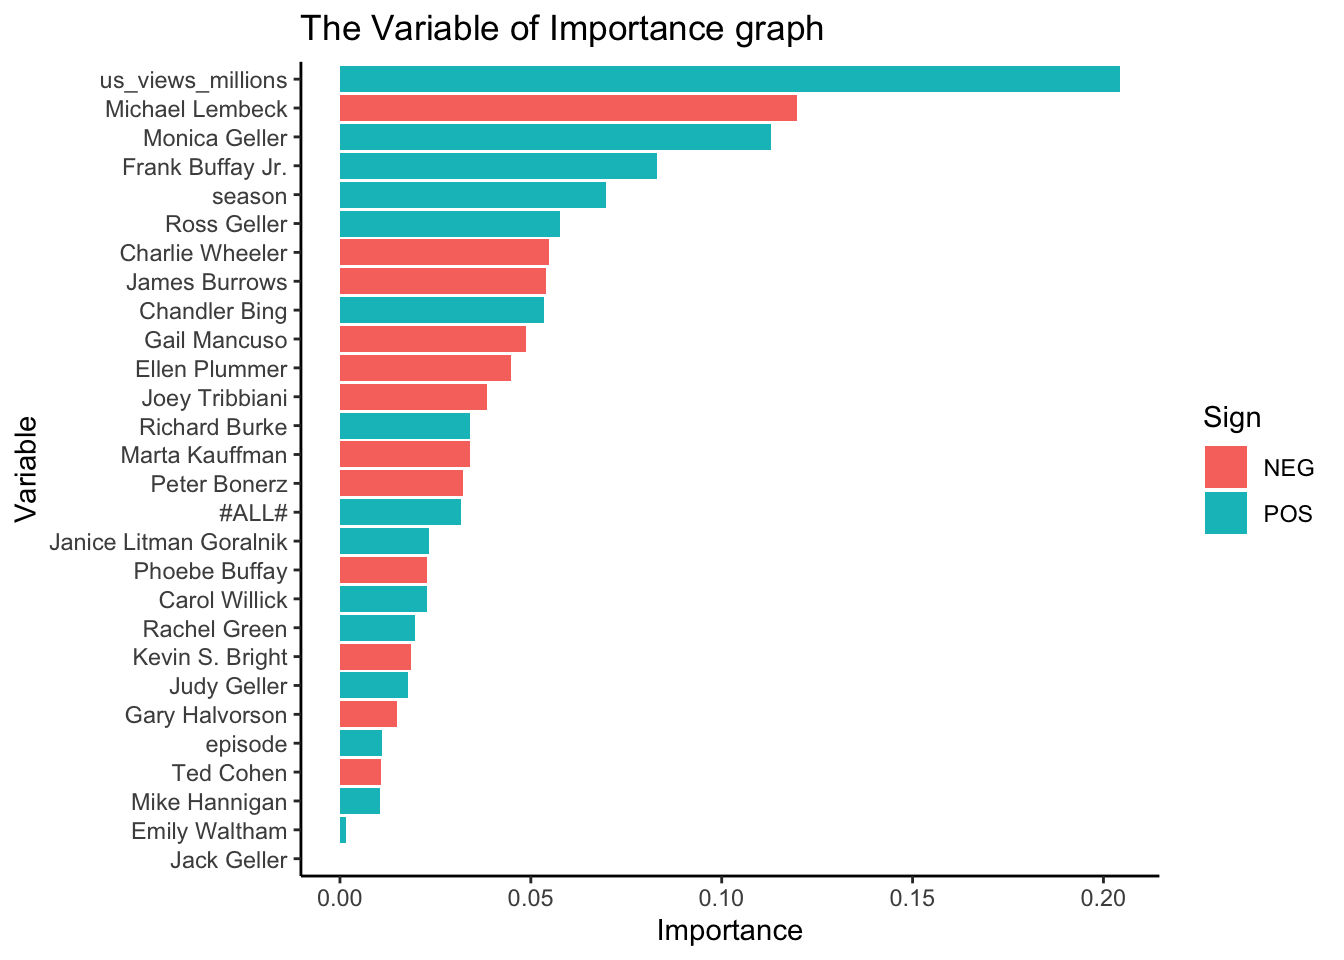 The Variable of Importance graph
us_views_millions
Michael Lembeck
Monica Geller
Frank Buffay Jr.
season
Ross Geller
Charlie Wheeler
James Burrows
Chandler Bing
Gail Mancuso
Ellen Plummer
Joey Tribbiani
Richard Burke
Marta Kauffman
Peter Bonerz
#ALL#
Janice Litman Goralnik
Phoebe Buffay
Carol Willick
Rachel Green
Kevin S. Bright
Judy Geller
Gary Halvorson
episode
Ted Cohen
Mike Hannigan
Emily Waltham
Jack Geller
Variable
0.00 0.05 0.10 0.15 0.20
Importance
Sign
NEG
POS